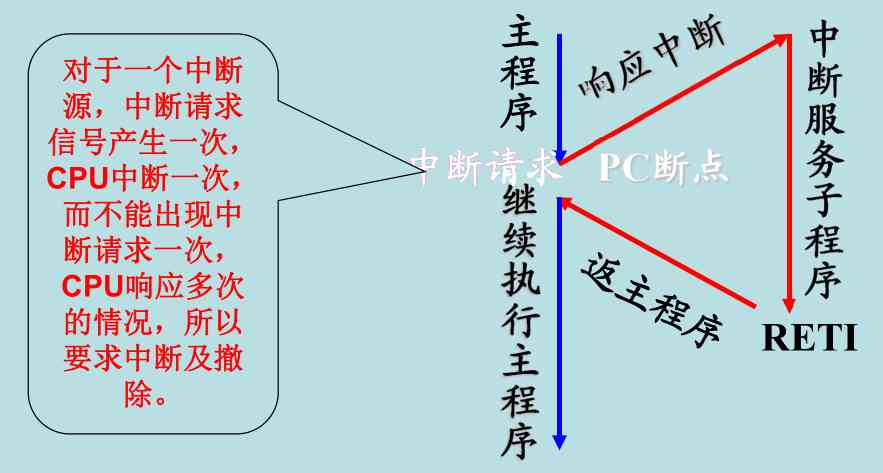 对于一个中断
源，中断请求
信号产生一次，
CPU中断一次，
而不能出现中
断请求一次，
CPU响应多次
的情况，所以
要求中断及撤
除。
主程序
响应中断
中断服务子程序
中断请求 PC断点
继续执行主程序
返主程序
RETI